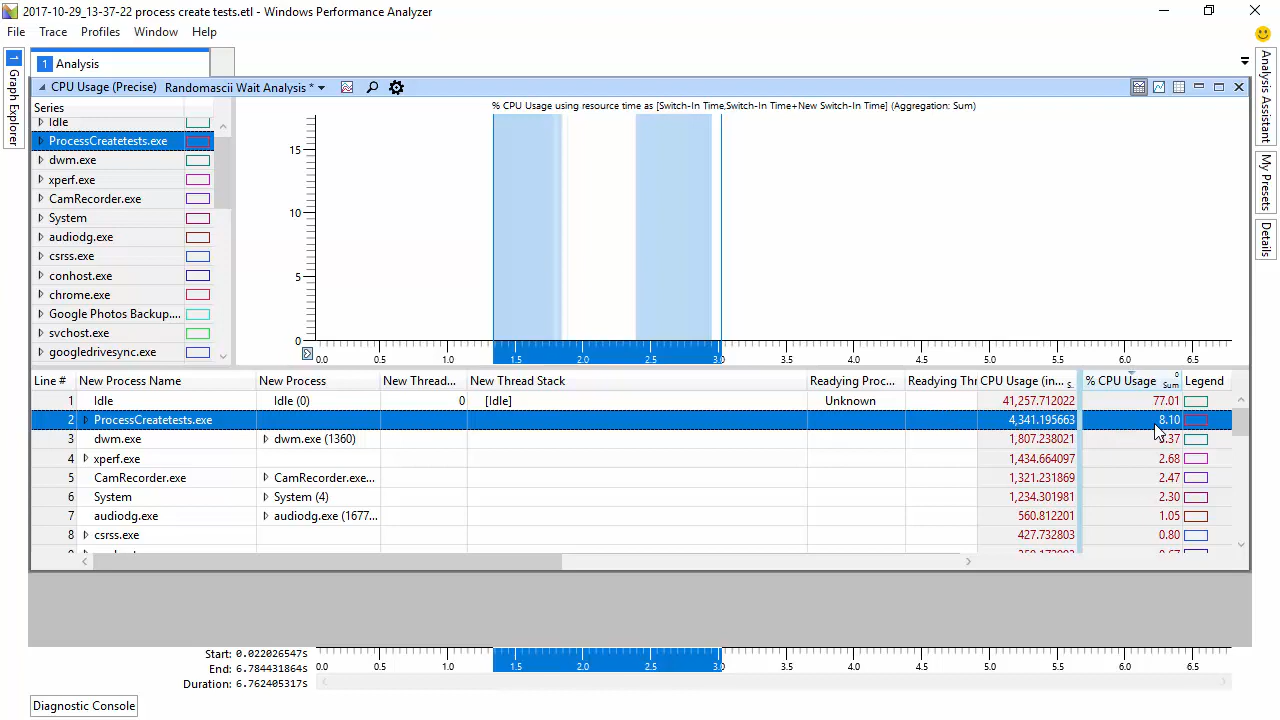 2017-10-29_13-37-22 process create tests.etl - Windows Performance Analyzer
File Trace Profiles Window Help
1 Analysis
1 Graph Explorer
Analysis Assistant
My Presets
Details
CPU Usage (Precise) Randomascii Wait Analysis *
Series
Idle
ProcessCreatetests.exe
dwm.exe
xperf.exe
CamRecorder.exe
System
audiodg.exe
csrss.exe
conhost.exe
chrome.exe
Google Photos Backup....
svchost.exe
googledrivesync.exe
% CPU Usage using resource time as [Switch-In Time,Switch-In Time+New Switch-In Time] (Aggregation: Sum)
15
10
5
0
0.0 0.5 1.0 1.5 2.0 2.5 3.0 3.5 4.0 4.5 5.0 5.5 6.0 6.5
Line # New Process Name New Process New Thread... New Thread Stack Readying Proc... Readying Thr CPU Usage (in... S. % CPU Usage 0 Sum Legend
1 Idle Idle (0) 0 [Idle] Unknown 41,257.712022 77.01
2 ProcessCreatetests.exe 4,341.195663 8.10
3 dwm.exe dwm.exe (1360) 1,807.238021 .37
4 xperf.exe 1,434.664097 2.68
5 CamRecorder.exe CamRecorder.exe... 1,321.231869 2.47
6 System System (4) 1,234.301981 2.30
7 audiodg.exe audiodg.exe (1677... 560.812201 1.05
8 csrss.exe 427.732803 0.80
Start: 0.022026547s
End: 6.784431864s
Duration: 6.762405317s
0.0 0.5 1.0 1.5 2.0 2.5 3.0 3.5 4.0 4.5 5.0 5.5 6.0 6.5
Diagnostic Console